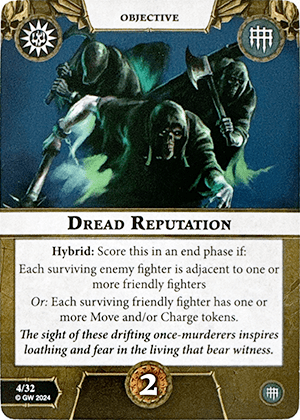 OBJECTIVE
DREAD REPUTATION
Hybrid: Score this in an end phase if:
Each surviving enemy fighter is adjacent to one or
more friendly fighters
Or: Each surviving friendly fighter has one or
more Move and/or Charge tokens.
The sight of these drifting once-murderers inspires
loathing and fear in the living that bear witness.
4/32
© GW 2024
2